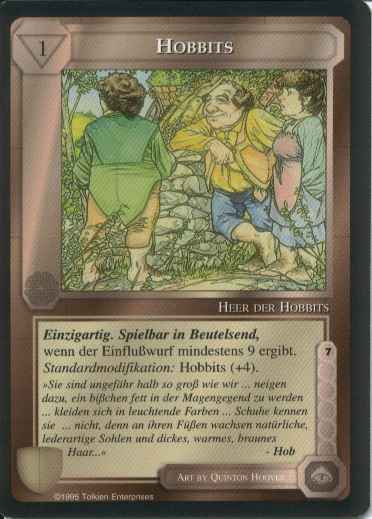 1
HOBBITS
HEER DER HOBBITS
Einzigartig. Spielbar in Beutelsend,
wenn der Einflußwurf mindestens 9 ergibt.
Standardmodifikation: Hobbits (+4).
7
»Sie sind ungefähr halb so groß wie wir ... neigen
dazu, ein bißchen fett in der Magengegend zu werden
... kleiden sich in leuchtende Farben ... Schuhe kennen
sie ... nicht, denn an ihren Füßen wachsen natürliche,
lederartige Sohlen und dickes, warmes, braunes
Haar...« - Hob
ART BY QUINTON HOOVER
©1995 Tolkien Enterprises